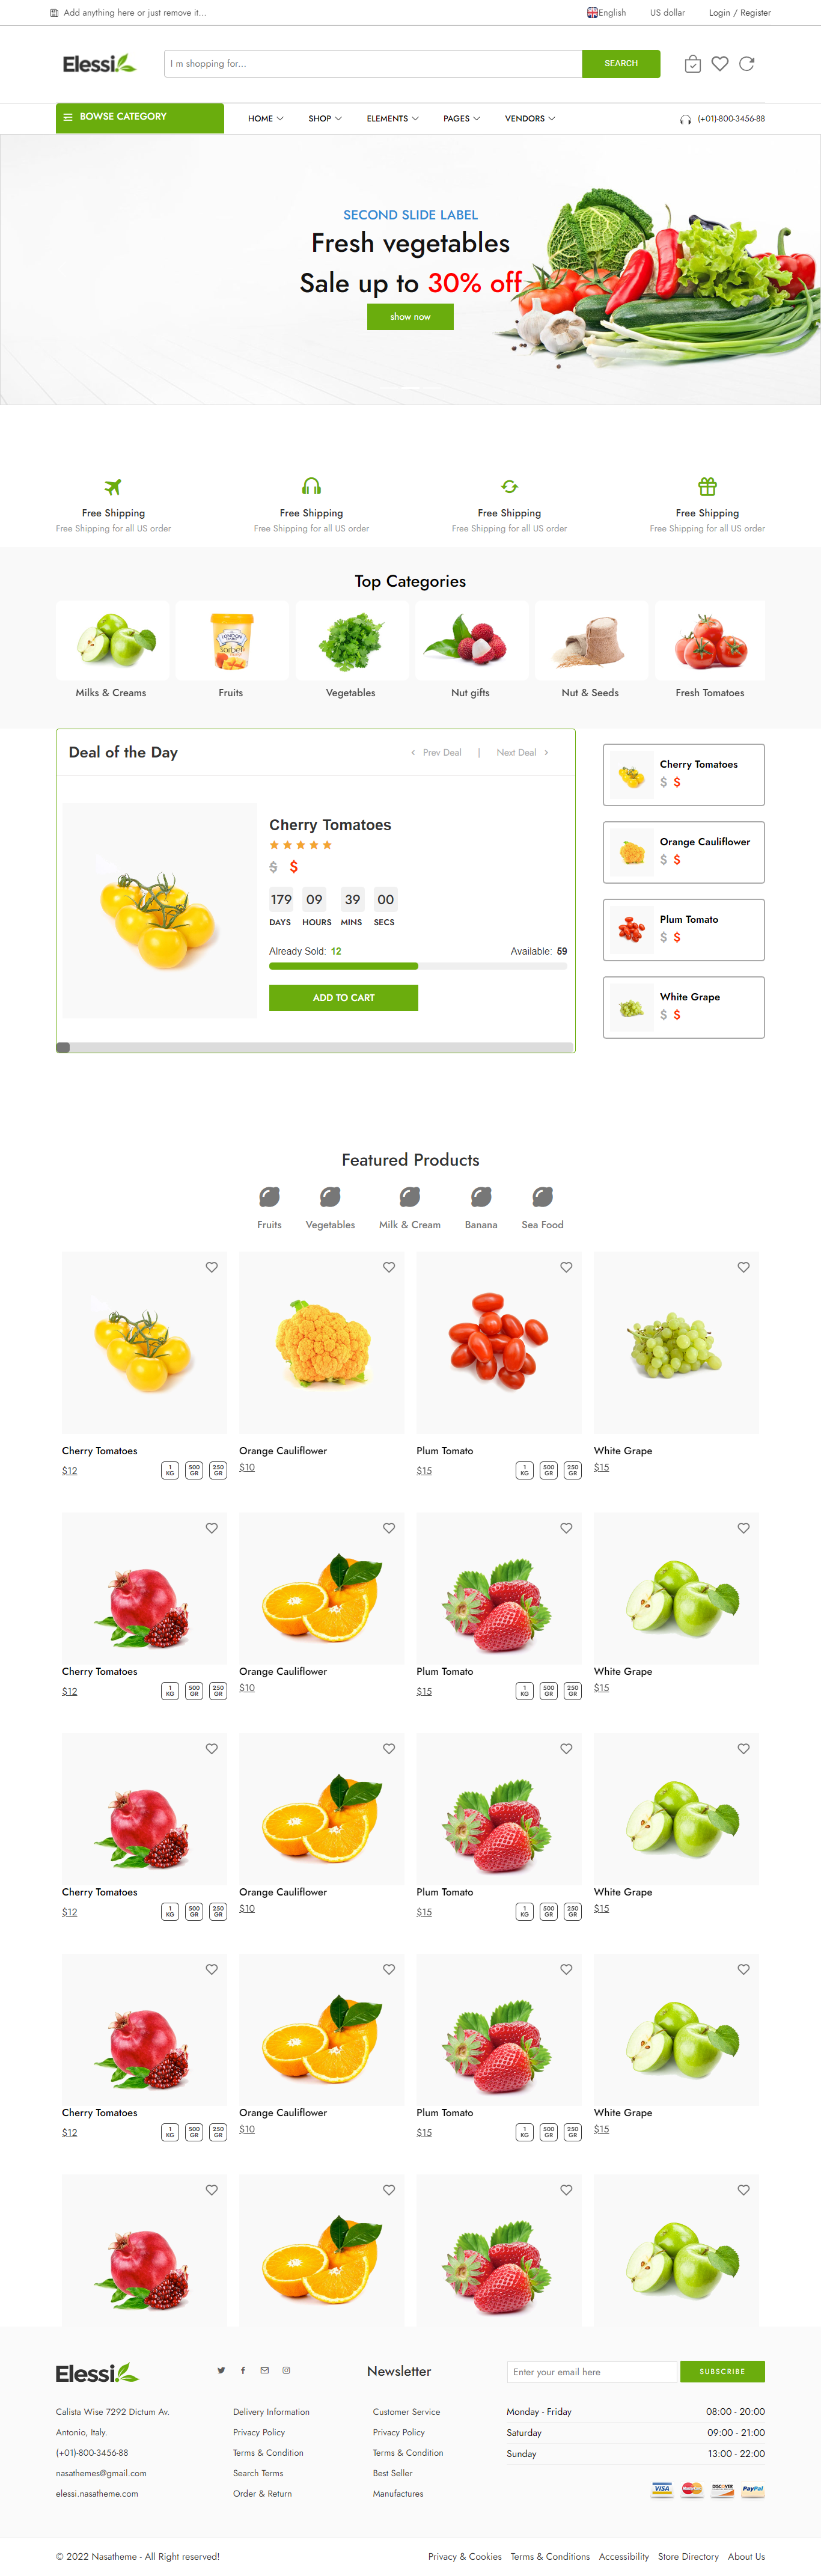 Add anything here or just remove it...
English US dollar Login / Register
Elessi
I m shopping for...
SEARCH
BOWSE CATEGORY
HOME SHOP ELEMENTS PAGES VENDORS
(+01)-800-3456-88
SECOND SLIDE LABEL
Fresh vegetables
Sale up to 30% off
show now
Free Shipping Free Shipping Free Shipping Free Shipping
Free Shipping for all US order Free Shipping for all US order Free Shipping for all US order Free Shipping for all US order
Top Categories
LONDON
Sorbet
Milks & Creams Fruits Vegetables Nut gifts Nut & Seeds Fresh Tomatoes
Deal of the Day
Prev Deal | Next Deal
Cherry Tomatoes
$ $
179 09 39 00
DAYS HOURS MINS SECS
Already Sold: 12 Available: 59
ADD TO CART
Cherry Tomatoes
$ $
Orange Cauliflower
$ $
Plum Tomato
$ $
White Grape
$ $
Featured Products
Fruits Vegetables Milk & Cream Banana Sea Food
Cherry Tomatoes Orange Cauliflower Plum Tomato White Grape
$12 1 KG 500 GR 250 GR $10 $15 1 KG 500 GR 250 GR $15
Cherry Tomatoes Orange Cauliflower Plum Tomato White Grape
$12 1 KG 500 GR 250 GR $10 $15 1 KG 500 GR 250 GR $15
Cherry Tomatoes Orange Cauliflower Plum Tomato White Grape
$12 1 KG 500 GR 250 GR $10 $15 1 KG 500 GR 250 GR $15
Cherry Tomatoes Orange Cauliflower Plum Tomato White Grape
$12 1 KG 500 GR 250 GR $10 $15 1 KG 500 GR 250 GR $15
Elessi
Newsletter
Enter your email here
SUBSCRIBE
Calista Wise 7292 Dictum Av.
Antonio, Italy.
(+01)-800-3456-88
nasathemes@gmail.com
elessi.nasatheme.com
Delivery Information
Privacy Policy
Terms & Condition
Search Terms
Order & Return
Customer Service
Privacy Policy
Terms & Condition
Best Seller
Manufactures
Monday - Friday 08:00 - 20:00
Saturday 09:00 - 21:00
Sunday 13:00 - 22:00
VISA MasterCard DISCOVER PayPal
© 2022 Nasatheme - All Right reserved!
Privacy & Cookies Terms & Conditions Accessibility Store Directory About Us